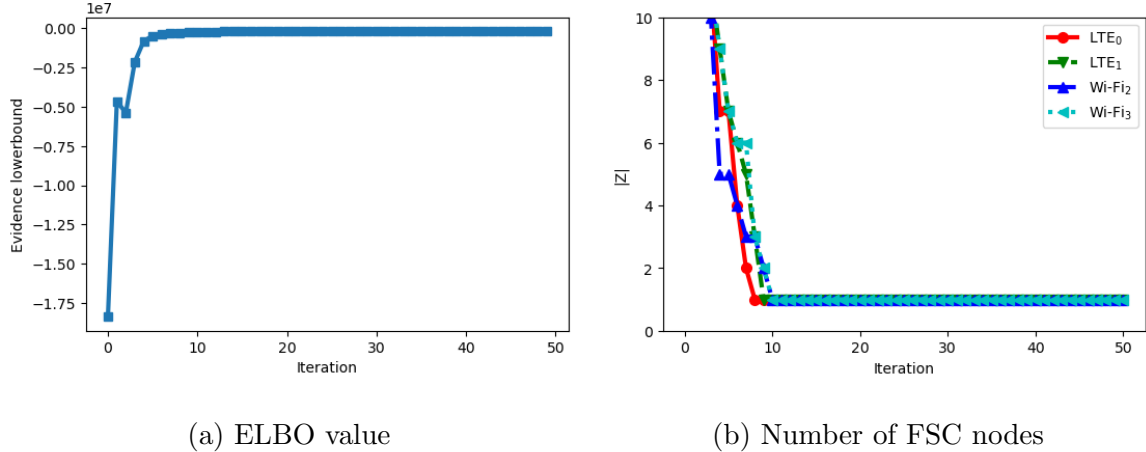 1e7
0.00
−0.25
−0.50
−0.75
−1.00
−1.25
−1.50
−1.75
Evidence lowerbound
0 10 20 30 40 50
Iteration
10
8
6
4
2
0
|Z|
LTE₀
LTE₁
Wi-Fi₂
Wi-Fi₃
0 10 20 30 40 50
Iteration
(a) ELBO value
(b) Number of FSC nodes